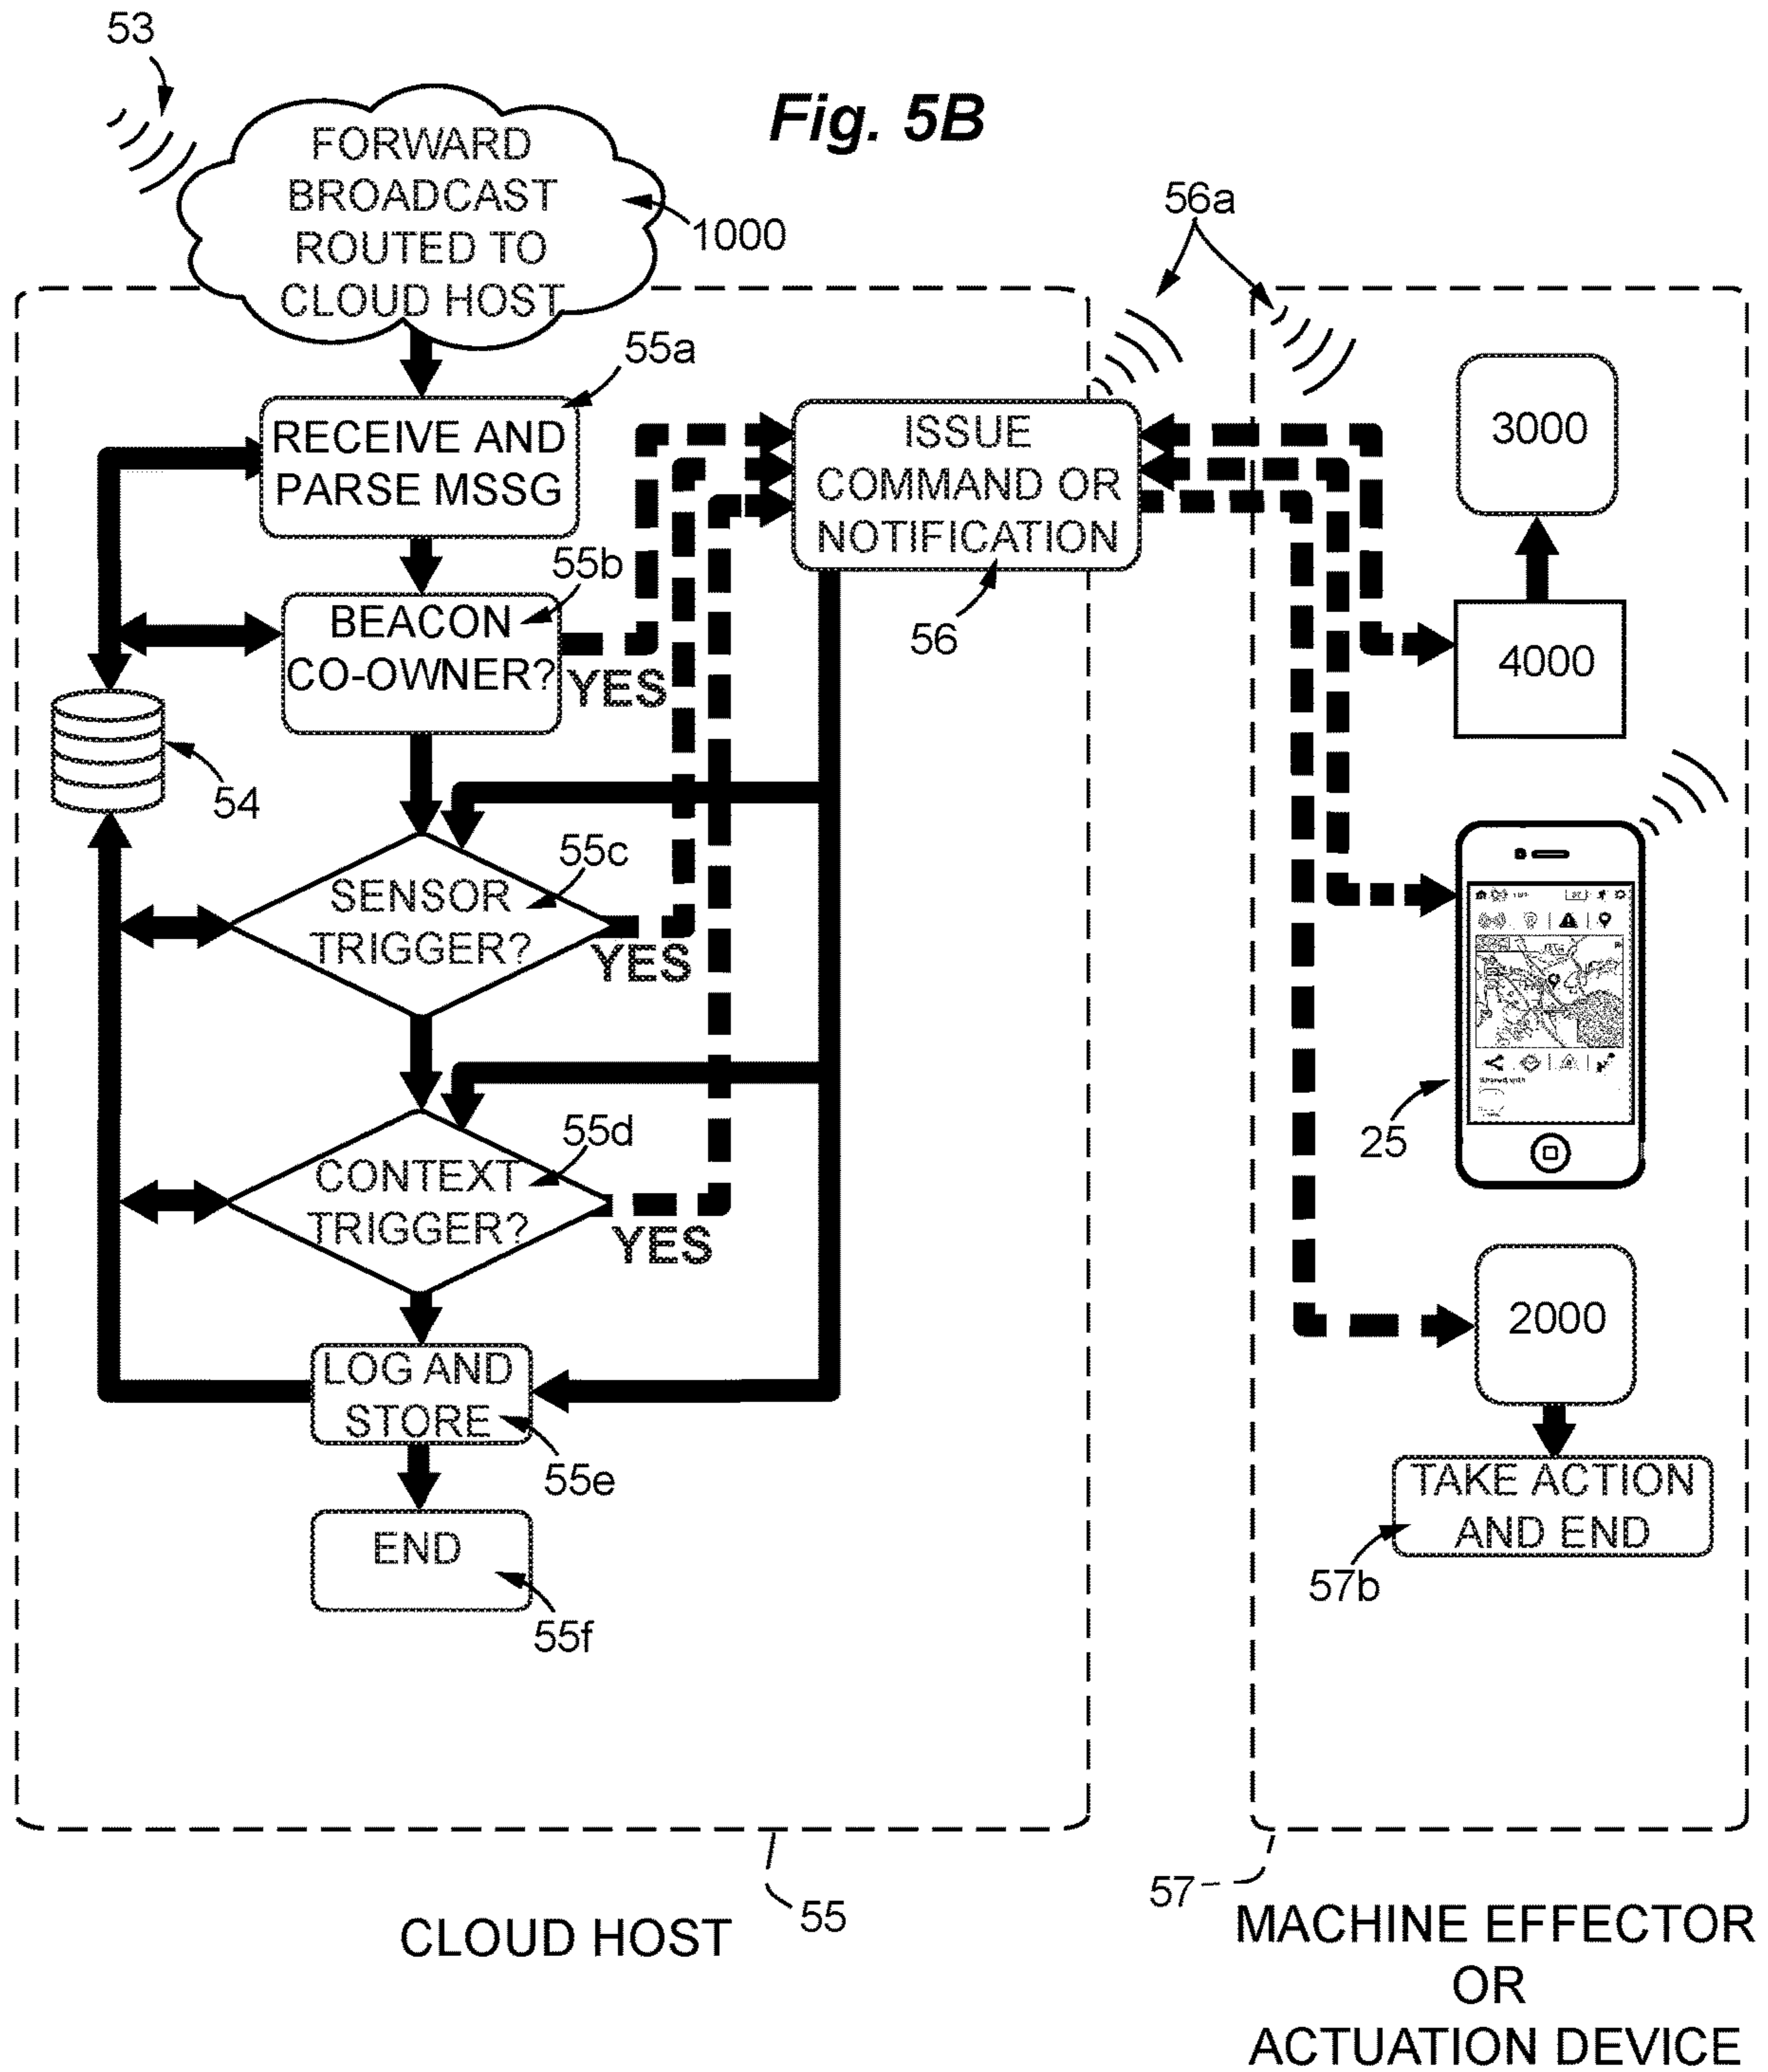 53
Fig. 5B
FORWARD
BROADCAST
ROUTED TO
CLOUD HOST
1000
56a
55a
RECEIVE AND
PARSE MSSG
ISSUE
COMMAND OR
NOTIFICATION
3000
55b
BEACON
CO-OWNER?
YES
56
4000
54
55c
SENSOR
TRIGGER?
YES
55d
CONTEXT
TRIGGER?
YES
25
LOG AND
STORE
55e
2000
END
55f
TAKE ACTION
AND END
57b
55
57
CLOUD HOST
MACHINE EFFECTOR
OR
ACTUATION DEVICE